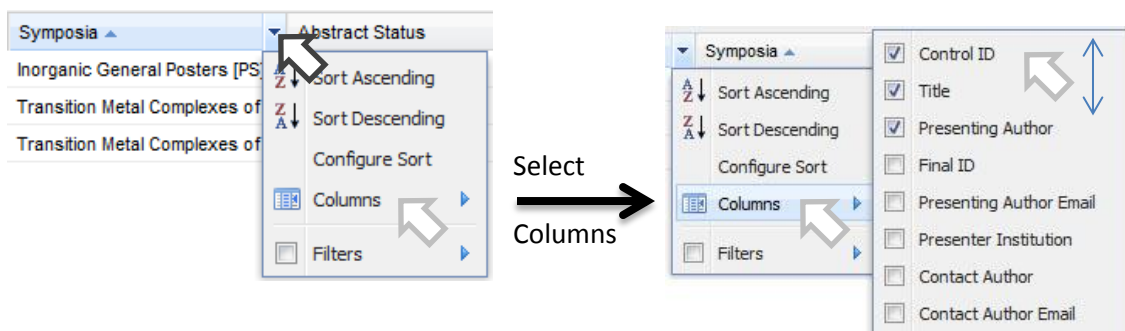 Symposia
Abstract Status
Inorganic General Posters [PS]
Transition Metal Complexes of
Transition Metal Complexes of
Sort Ascending
Sort Descending
Configure Sort
Columns
Filters
Select
Columns
Symposia
Sort Ascending
Sort Descending
Configure Sort
Columns
Filters
Control ID
Title
Presenting Author
Final ID
Presenting Author Email
Presenter Institution
Contact Author
Contact Author Email